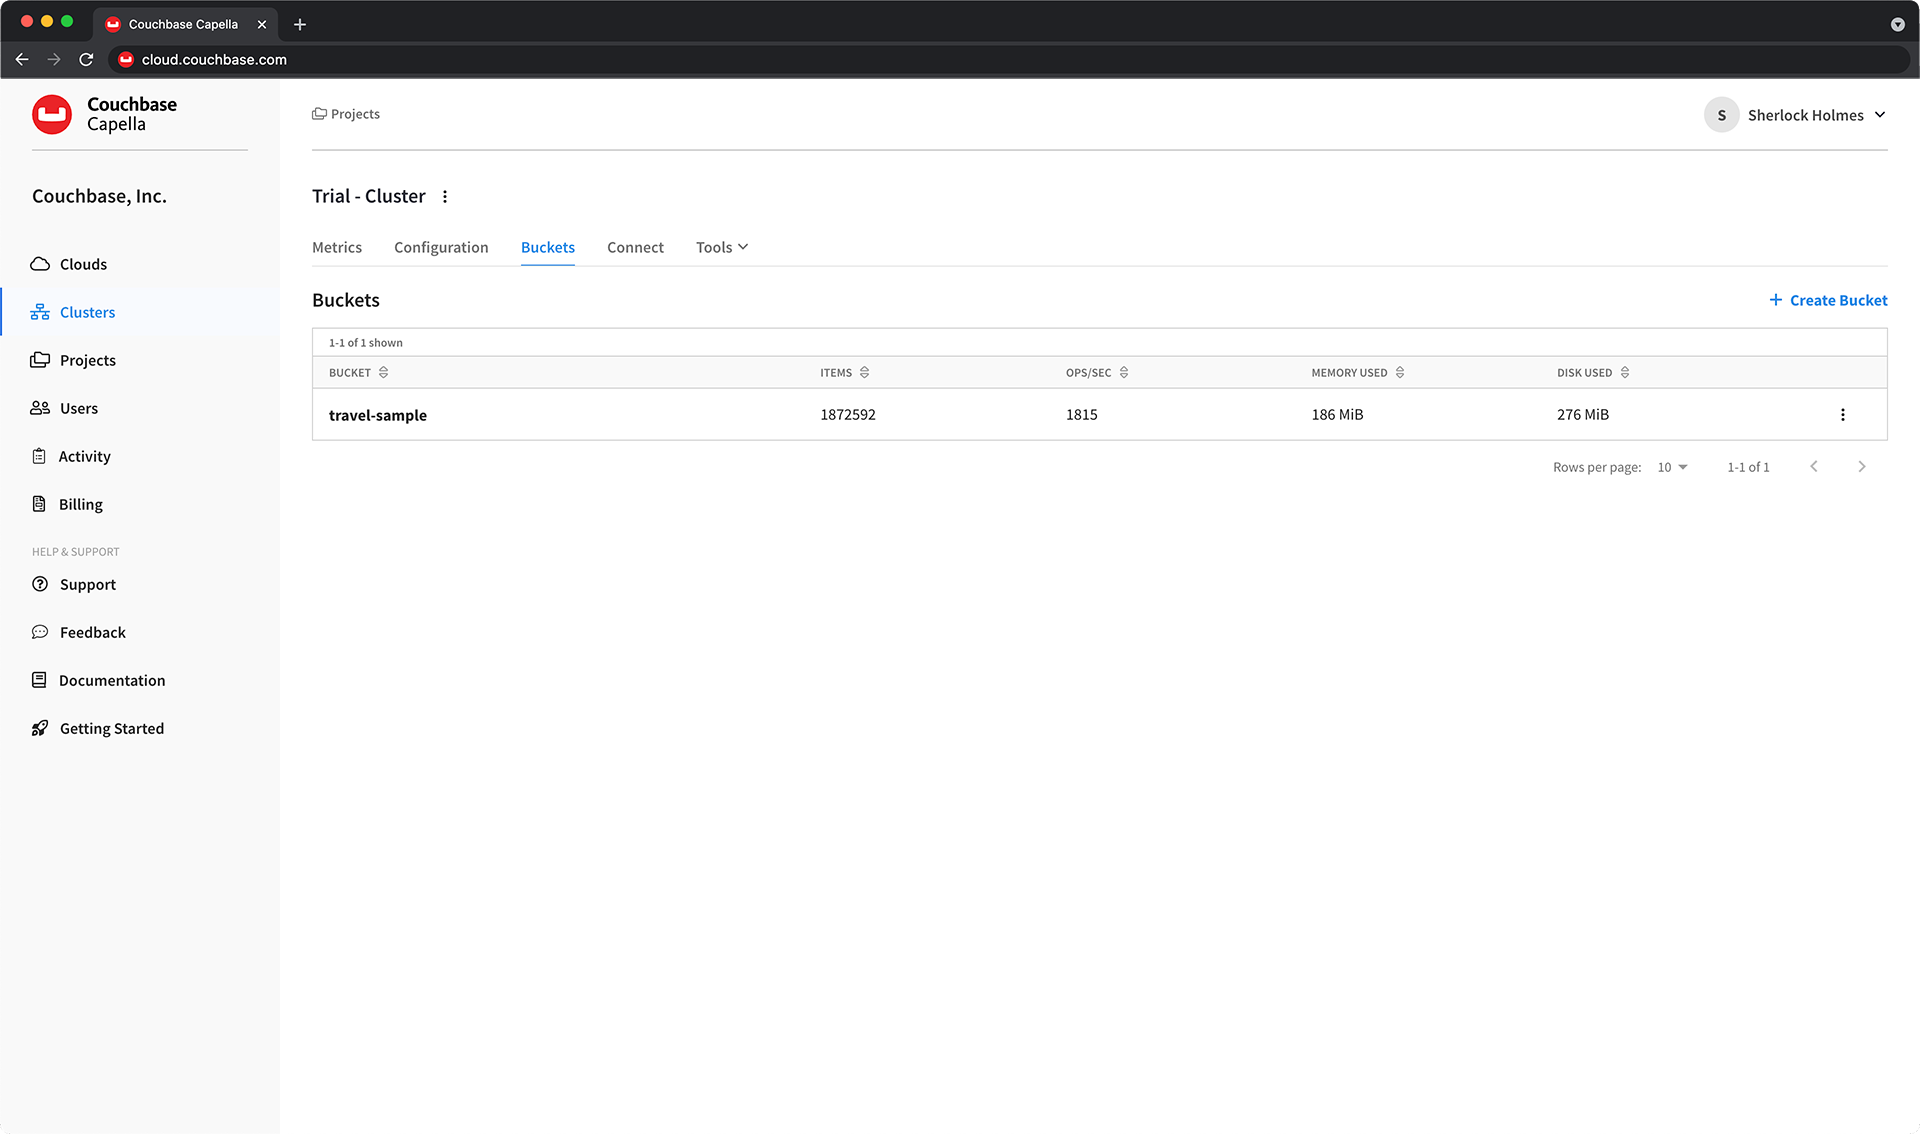 Couchbase Capella
cloud.couchbase.com
Couchbase
Capella
Projects
S Sherlock Holmes
Couchbase, Inc.
Clouds
Clusters
Projects
Users
Activity
Billing
HELP & SUPPORT
Support
Feedback
Documentation
Getting Started
Trial - Cluster
Metrics Configuration Buckets Connect Tools
Buckets
+ Create Bucket
1-1 of 1 shown
BUCKET ITEMS OPS/SEC MEMORY USED DISK USED
travel-sample 1872592 1815 186 MiB 276 MiB
Rows per page: 10 1-1 of 1